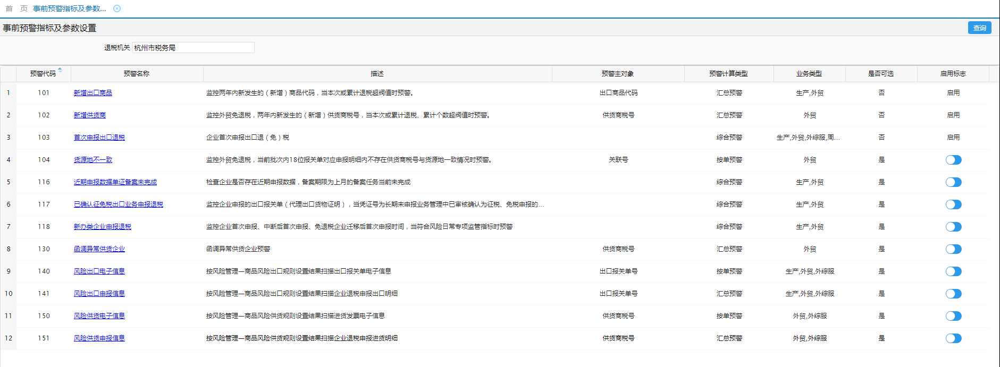 首 页 事前预警指标及参数...
事前预警指标及参数设置 查询
退税机关 杭州市税务局
预警代码 预警名称 描述 预警主对象 预警计算类型 业务类型 是否可选 启用标志
1 101 新增出口商品 监控两年内新发生的（新增）商品代码，当本次或累计退税超阀值时预警。 出口商品代码 汇总预警 生产,外贸 否 启用
2 102 新增供货商 监控外贸免退税，两年内新发生的（新增）供货商税号，当本次或累计退税、累计个数超阀值时预警。 供货商税号 汇总预警 外贸 否 启用
3 103 首次申报出口退税 企业首次申报出口退（免）税 综合预警 生产,外贸,外综服,周... 否 启用
4 104 货源地不一致 监控外贸免退税，当前批次内18位报关单对应申报明细内不存在供货商税号与货源地一致情况时预警。 关联号 按单预警 外贸 是
5 116 近期申报数据单证备案未完成 检查企业是否存在近期申报数据，备案期限为上月的备案任务当前未完成 综合预警 生产,外贸 是
6 117 已确认征免税出口业务申报退税 监控企业申报的出口报关单（代理出口货物证明），当凭证号为长期未申报业务管理中已审核确认为征税、免税申报的... 综合预警 生产,外贸 是
7 118 新办类企业申报退税 监控企业首次申报、中断后首次申报、免退税企业迁移后首次申报时间，当符合风险日常专项监管指标时预警 综合预警 生产,外贸 是
8 130 函调异常供货企业 函调异常供货企业预警 供货商税号 汇总预警 外贸 是
9 140 风险出口电子信息 按风险管理—商品风险出口规则设置结果扫描出口报关单电子信息 出口报关单号 按单预警 生产,外贸,外综服 是
10 141 风险出口申报信息 按风险管理—商品风险出口规则设置结果扫描企业退税申报出口明细 出口报关单号 汇总预警 生产,外贸,外综服 是
11 150 风险供货电子信息 按风险管理—商品风险供货规则设置结果扫描进货发票电子信息 供货商税号 按单预警 外贸,外综服 是
12 151 风险供货申报信息 按风险管理—商品风险供货规则设置结果扫描企业退税申报进货明细 供货商税号 汇总预警 外贸,外综服 是